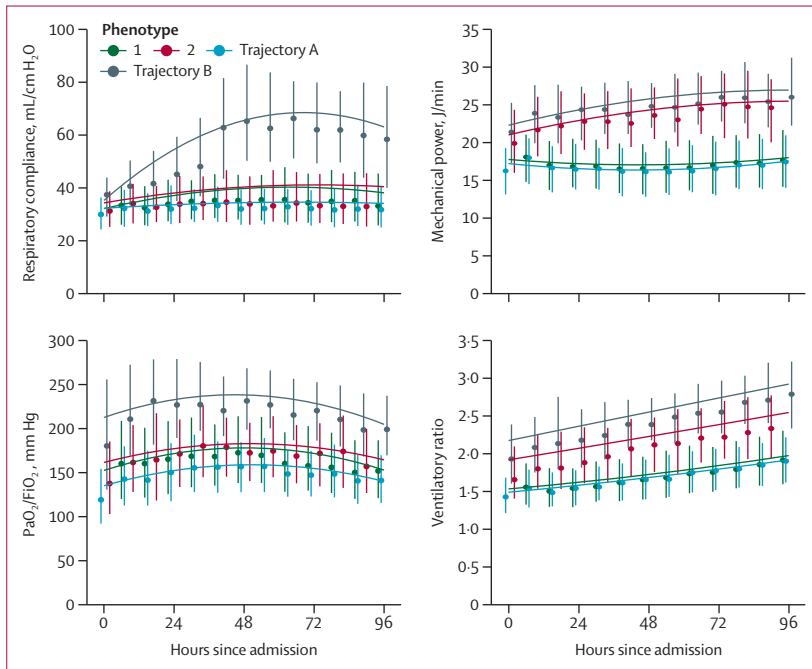 Phenotype
1 2 Trajectory A
Trajectory B
Respiratory compliance, mL/cm H₂O
100
80
60
40
20
0
Mechanical power, J/min
35
30
25
20
15
10
5
0
PaO₂/FiO₂, mm Hg
300
250
200
150
100
50
0
0 24 48 72 96
Hours since admission
Ventilatory ratio
3·5
3·0
2·5
2·0
1·5
1·0
0·5
0
0 24 48 72 96
Hours since admission